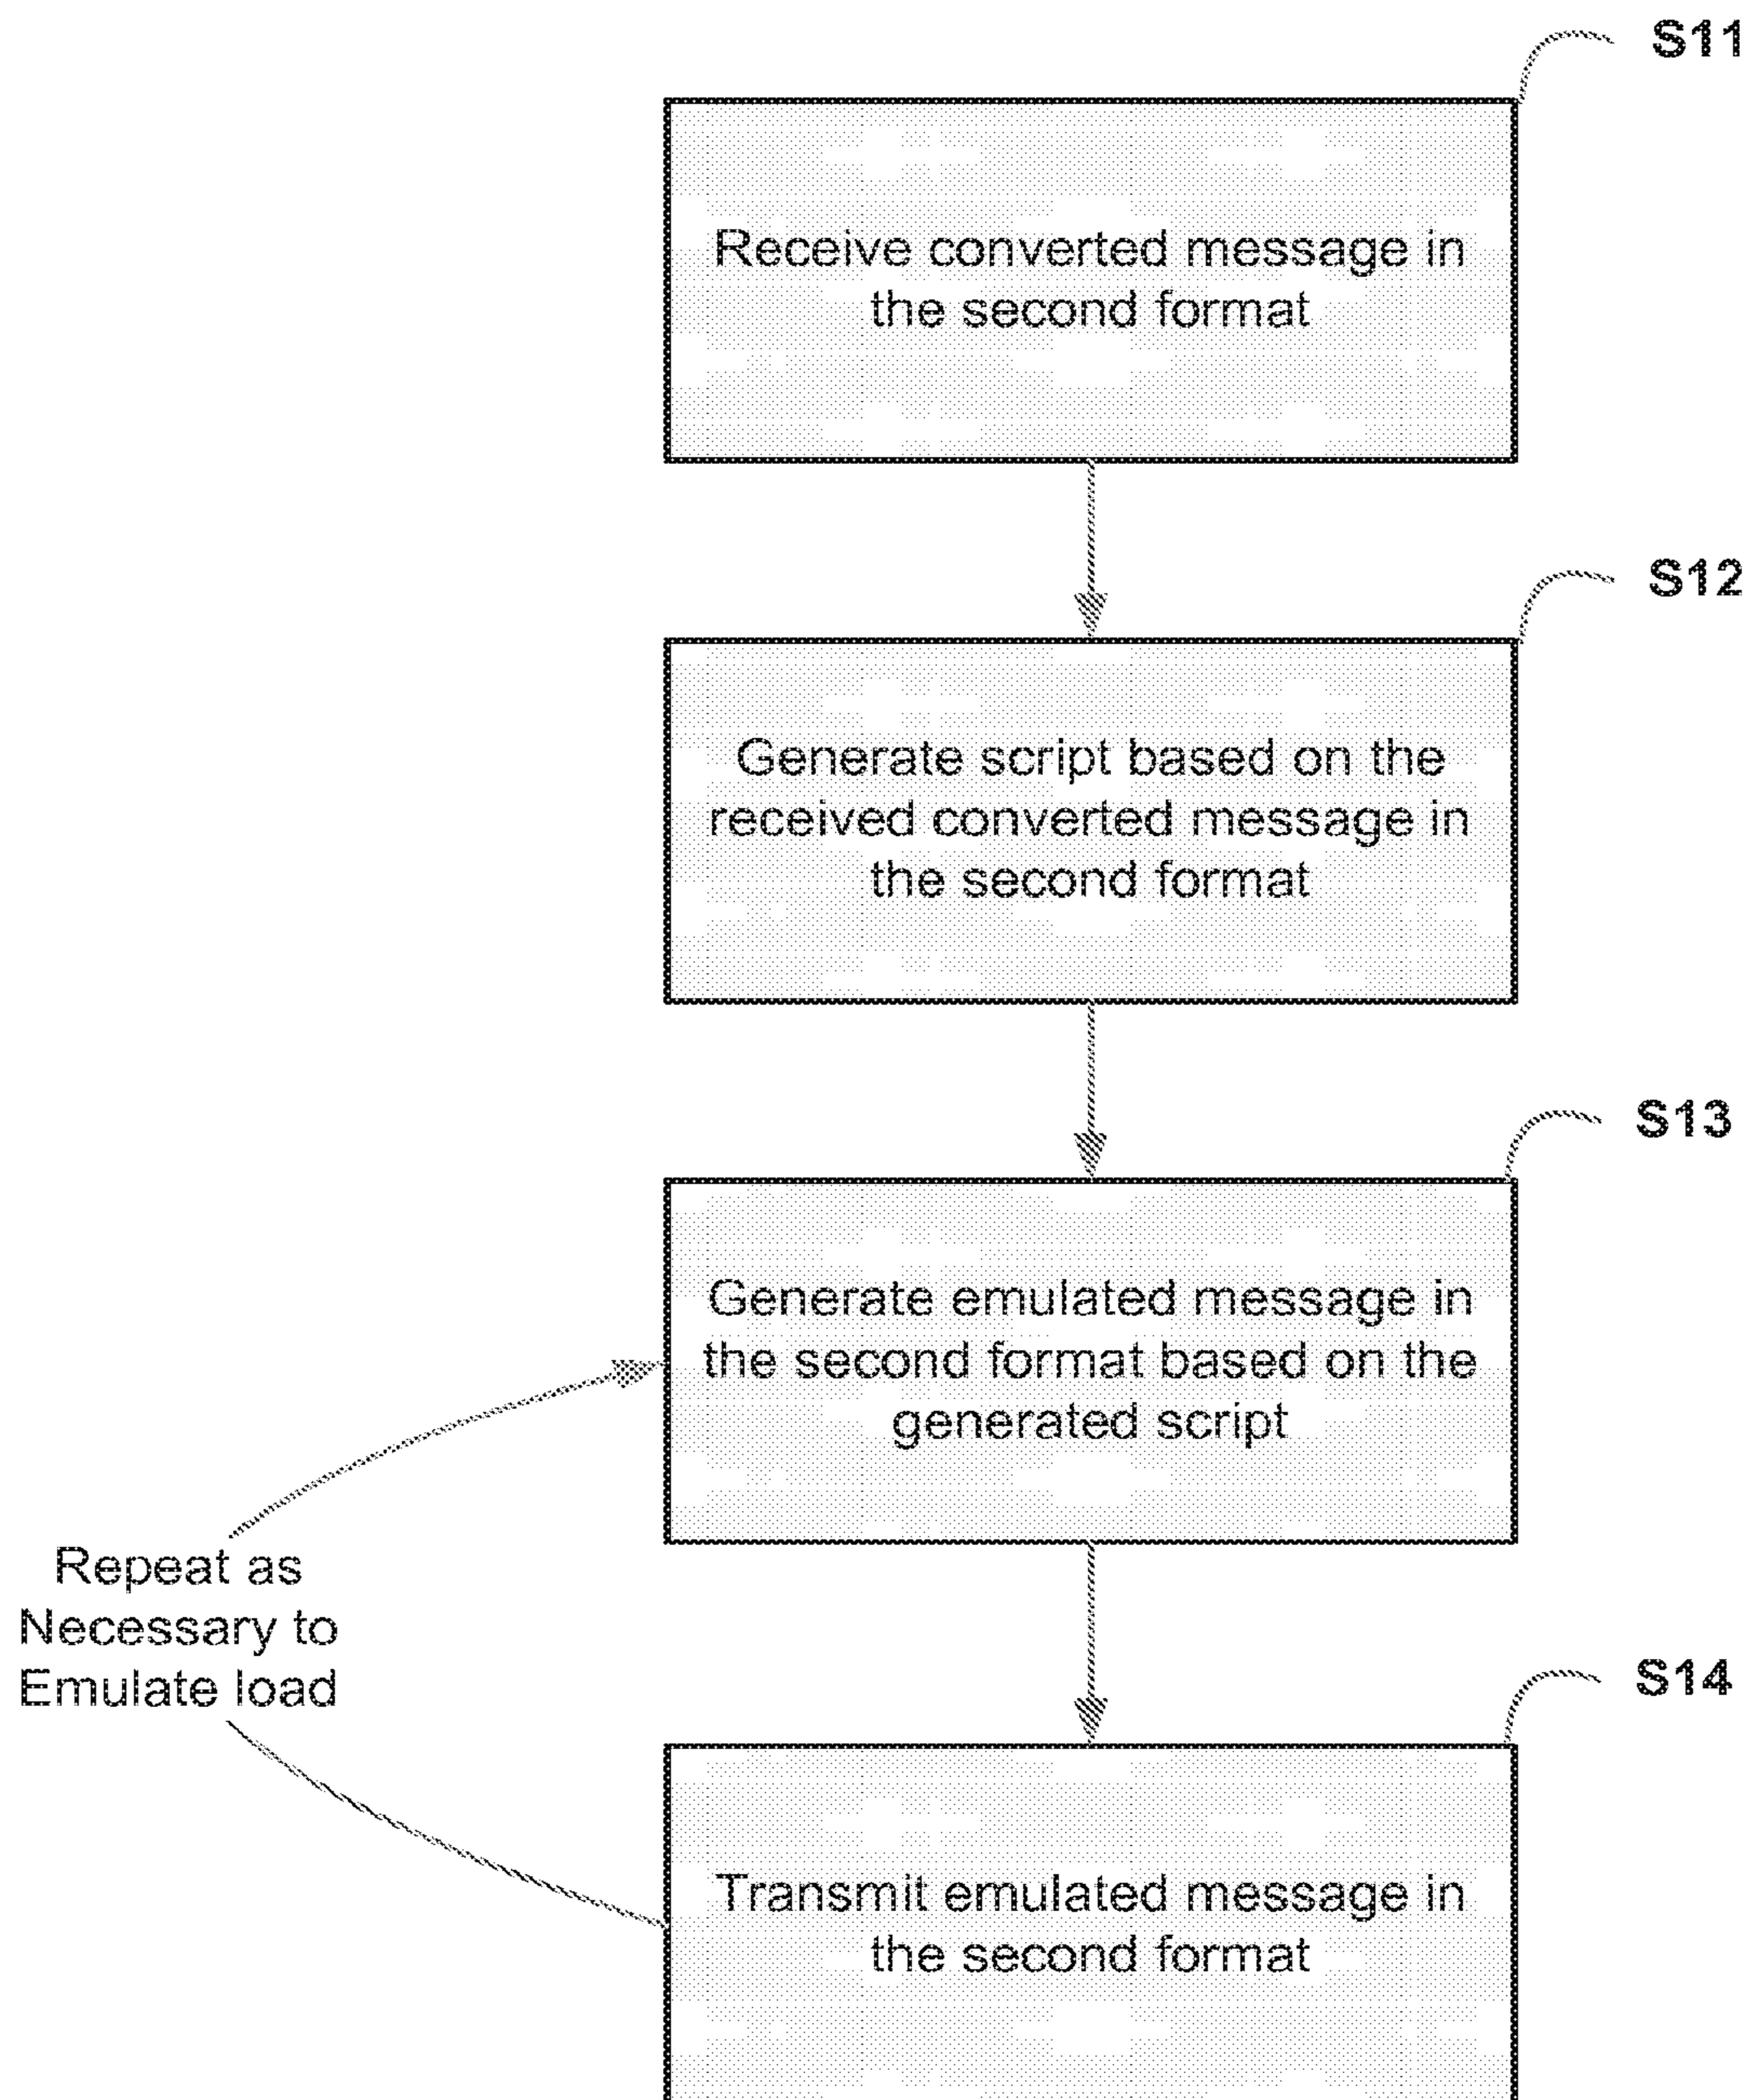 S11
Receive converted message in
the second format
S12
Generate script based on the
received converted message in
the second format
S13
Generate emulated message in
the second format based on the
generated script
Repeat as
Necessary to
Emulate load
S14
Transmit emulated message in
the second format